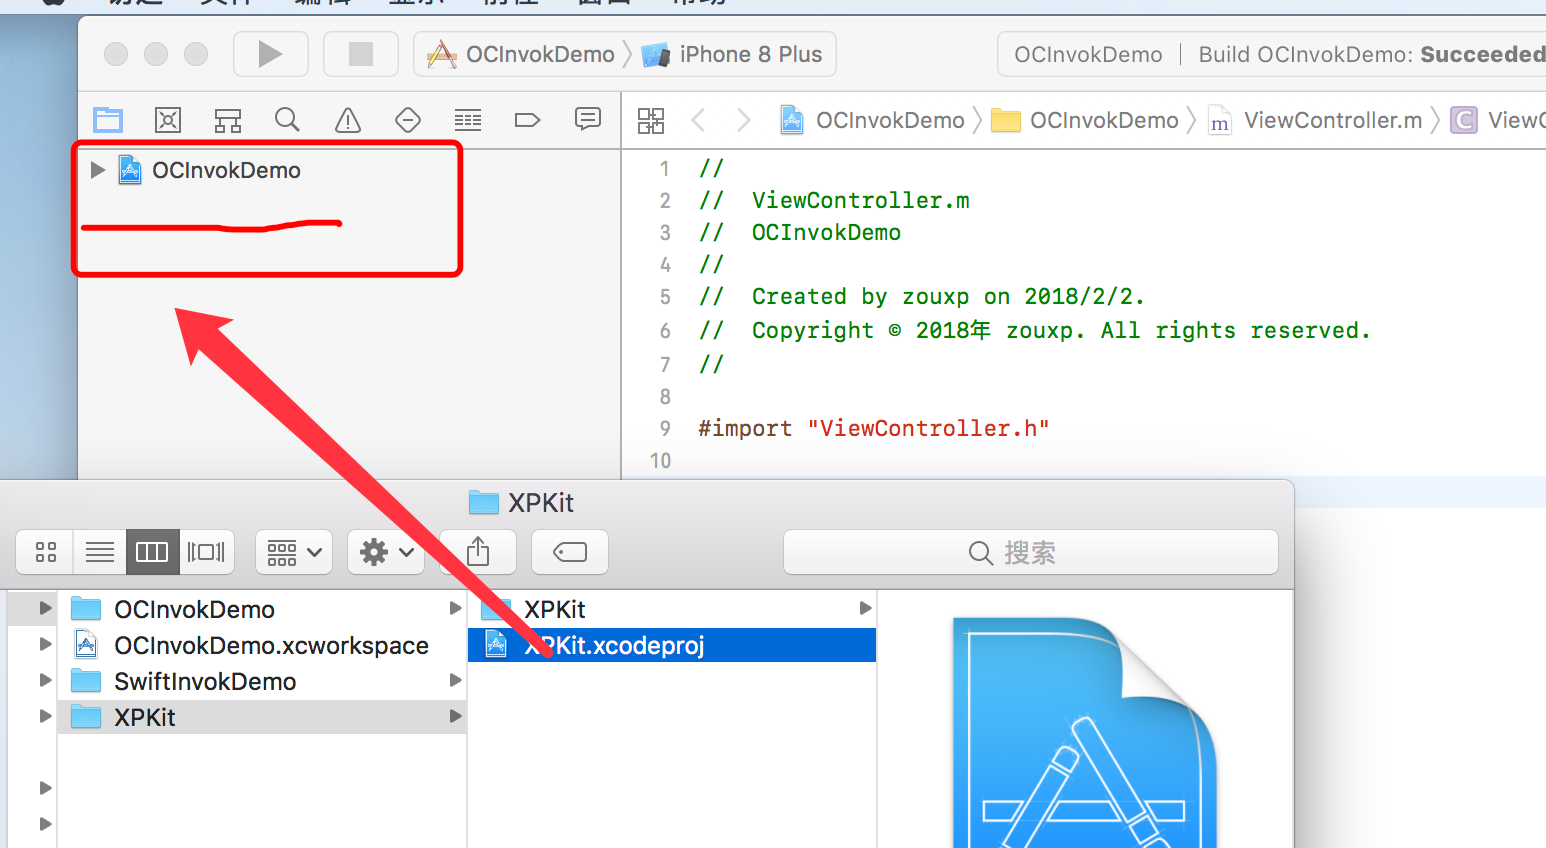 OCInvokDemo
iPhone 8 Plus
OCInvokDemo
Build OCInvokDemo: Succeeded
OCInvokDemo
OCInvokDemo
ViewController.m
C
1 //
2 // ViewController.m
3 // OCInvokDemo
4 //
5 // Created by zouxp on 2018/2/2.
6 // Copyright © 2018年 zouxp. All rights reserved.
7 //
8
9 #import "ViewController.h"
10
OCInvokDemo
XPKit
搜索
OCInvokDemo
OCInvokDemo.xcworkspace
SwiftInvokDemo
XPKit
XPKit
XPKit.xcodeproj